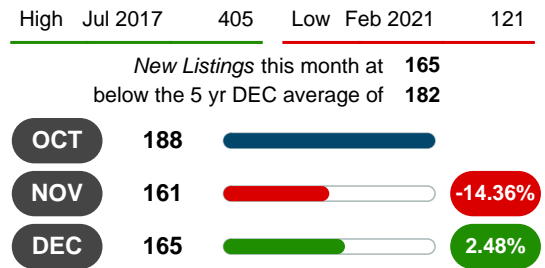 High Jul 2017 405 Low Feb 2021 121
New Listings this month at 165
below the 5 yr DEC average of 182
OCT 188
NOV 161 -14.36%
DEC 165 2.48%